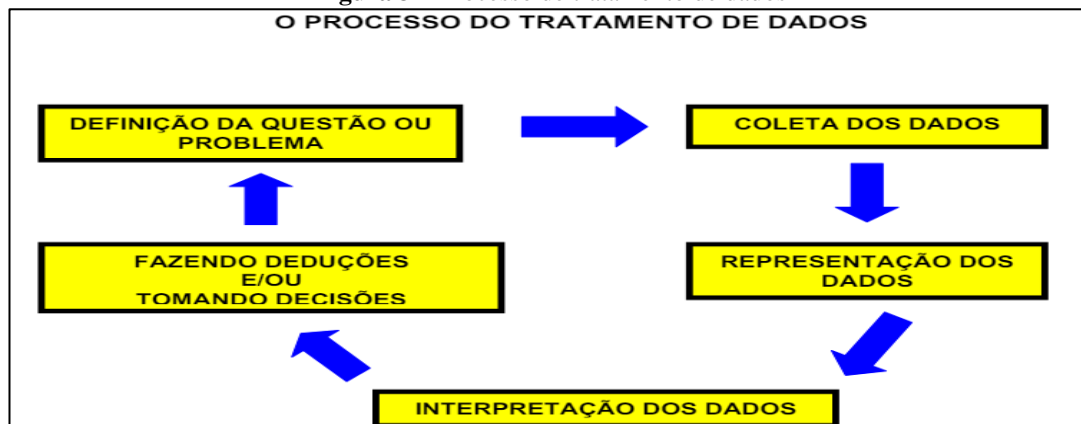 O PROCESSO DO TRATAMENTO DE DADOS
DEFINIÇÃO DA QUESTÃO OU
PROBLEMA
COLETA DOS DADOS
REPRESENTAÇÃO DOS
DADOS
INTERPRETAÇÃO DOS DADOS
FAZENDO DEDUÇÕES
E/OU
TOMANDO DECISÕES